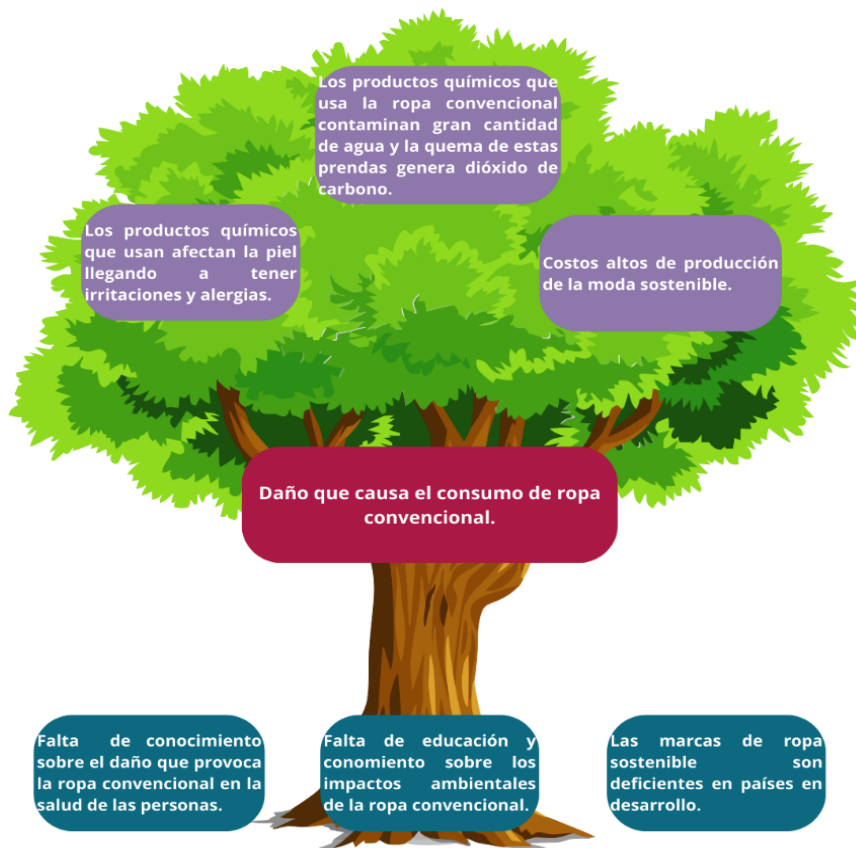 Los productos químicos que
usa la ropa convencional
contaminan gran cantidad
de agua y la quema de estas
prendas genera dióxido de
carbono.
Los productos químicos
que usan afectan la piel
llegando a tener
irritaciones y alergias.
Costos altos de producción
de la moda sostenible.
Daño que causa el consumo de ropa
convencional.
Falta de conocimiento
sobre el daño que provoca
la ropa convencional en la
salud de las personas.
Falta de educación y
conomiento sobre los
impactos ambientales
de la ropa convencional.
Las marcas de ropa
sostenible son
deficientes en países en
desarrollo.